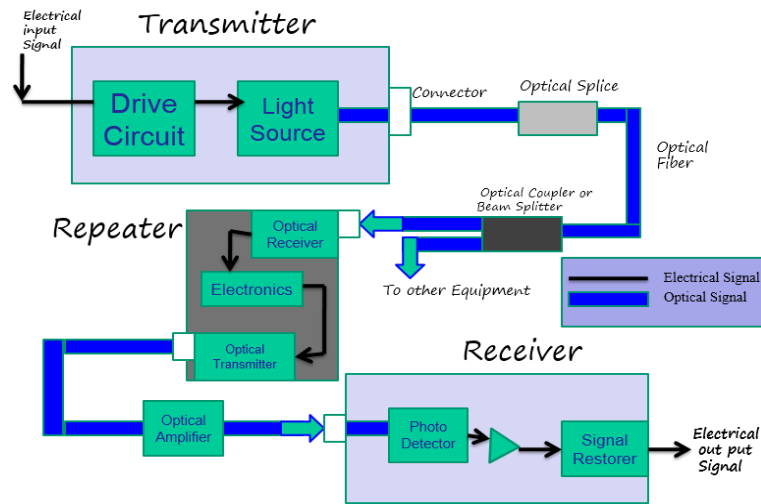 Electrical
input
Signal
Transmitter
Drive
Circuit
Light
Source
Connector
Optical Splice
Optical
Fiber
Optical Coupler or
Beam Splitter
Repeater
Optical
Receiver
Electronics
Optical
Transmitter
To other Equipment
Electrical Signal
Optical Signal
Receiver
Optical
Amplifier
Photo
Detector
Signal
Restorer
Electrical
out put
Signal